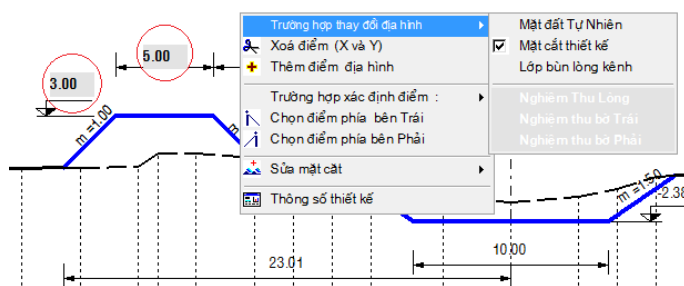 Trường hợp thay đổi địa hình
Mặt đất Tự Nhiên
Xoá điểm (X và Y)
Mặt cắt thiết kế
Thêm điểm địa hình
Lớp bùn lòng kênh
Trường hợp xác định điểm :
Nghiệm Thu Lòng
Chọn điểm phía bên Trái
Nghiệm thu bờ Trái
Chọn điểm phía bên Phải
Nghiệm thu bờ Phải
Sửa mặt cắt
Thông số thiết kế
5.00
3.00
m =1.00
m =1.50
-2.38
10.00
23.01